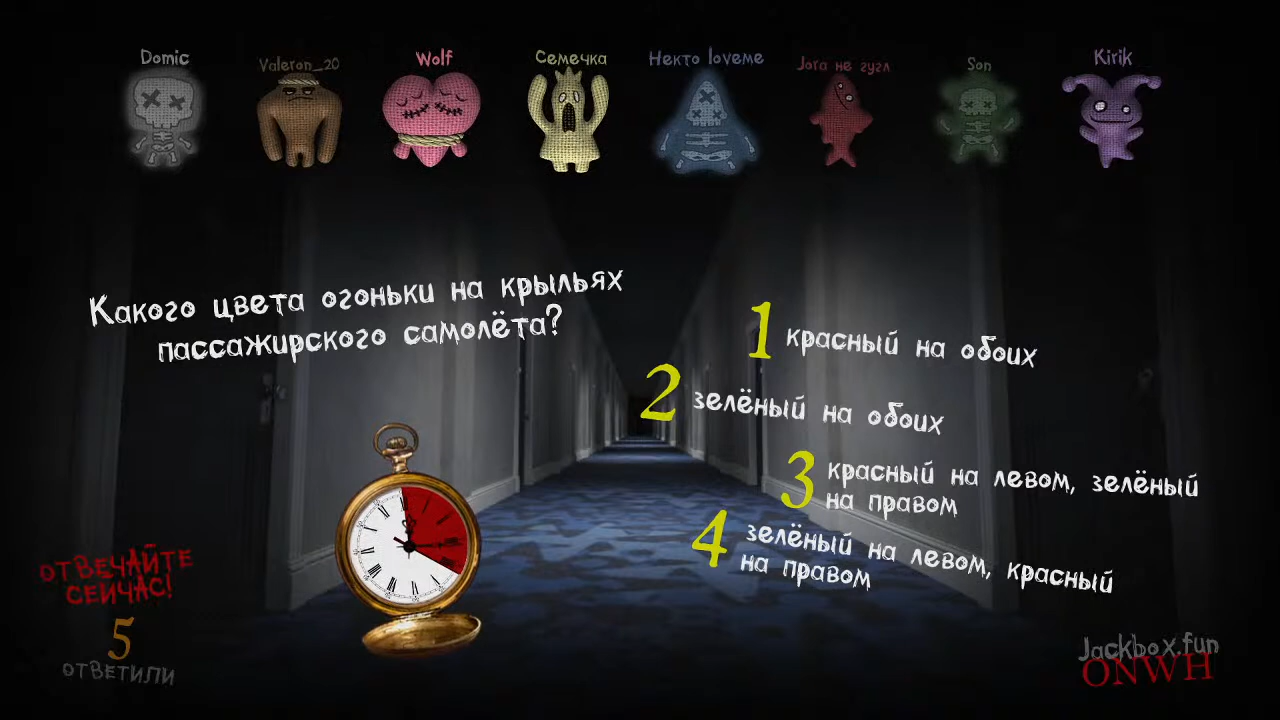 Domic
Valeron_20
Wolf
Семечка
Некто loveme
Jora не гугл
Son
Kirik
Какого цвета огоньки на крыльях
пассажирского самолёта?
1 красный на обоих
2 зелёный на обоих
3 красный на левом, зелёный
на правом
4 зелёный на левом, красный
на правом
ОТВЕЧАЙТЕ
СЕЙЧАС!
5
ОТВЕТИЛИ
Jackbox.fun
ONWH